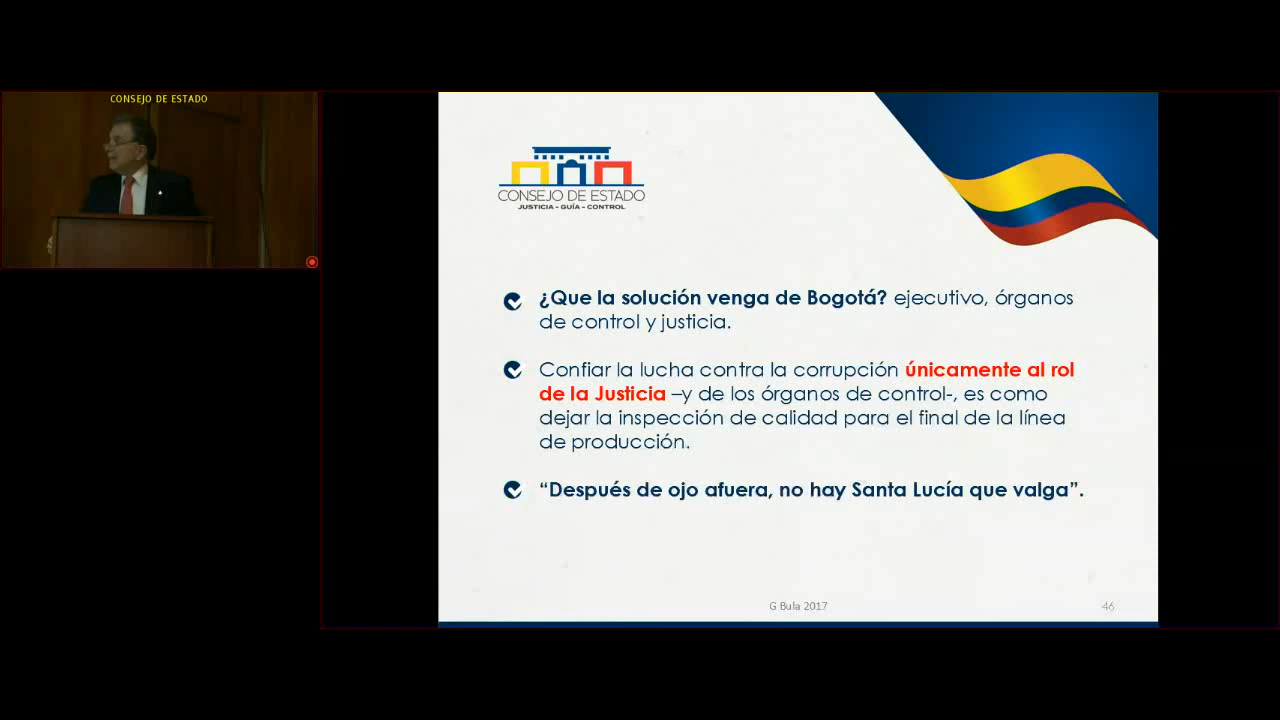 CONSEJO DE ESTADO
CONSEJO DE ESTADO
JUSTICIA - GUÍA - CONTROL
¿Que la solución venga de Bogotá? ejecutivo, órganos
de control y justicia.
Confiar la lucha contra la corrupción únicamente al rol
de la Justicia –y de los órganos de control-, es como
dejar la inspección de calidad para el final de la línea
de producción.
“Después de ojo afuera, no hay Santa Lucía que valga”.
G Bula 2017
46